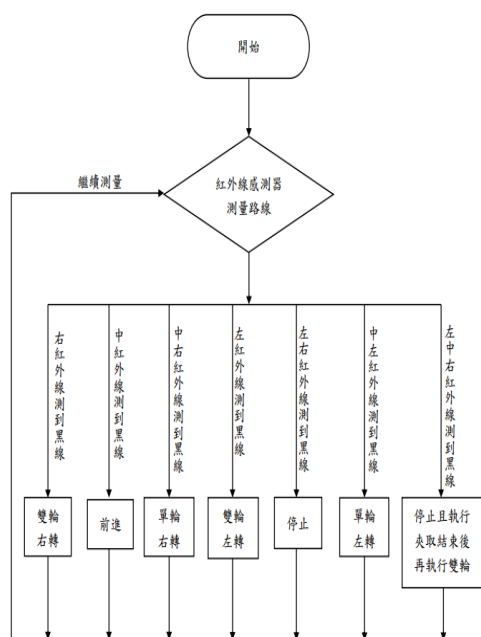 開始
紅外線感測器
測量路線
繼續測量
右紅外線測到黑線
中紅外線測到黑線
中右紅外線測到黑線
左紅外線測到黑線
左右紅外線測到黑線
中左紅外線測到黑線
左中右紅外線測到黑線
雙輪
右轉
前進
單輪
右轉
雙輪
左轉
停止
單輪
左轉
停止且執行
夾取結束後
再執行雙輪